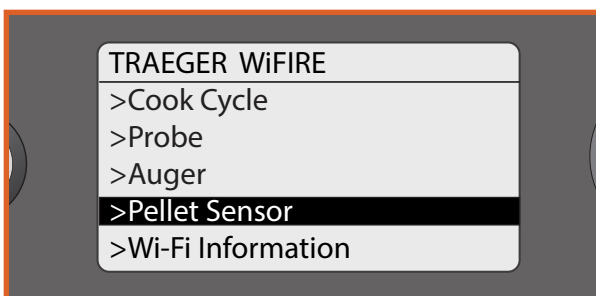 TRAEGER WiFIRE
>Cook Cycle
>Probe
>Auger
>Pellet Sensor
>Wi-Fi Information